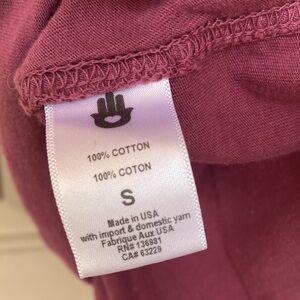 100% COTTON
100% COTON
S
Made in USA
with import & domestic yarn
Fabrique Aux USA
RN# 136981
CA# 63229